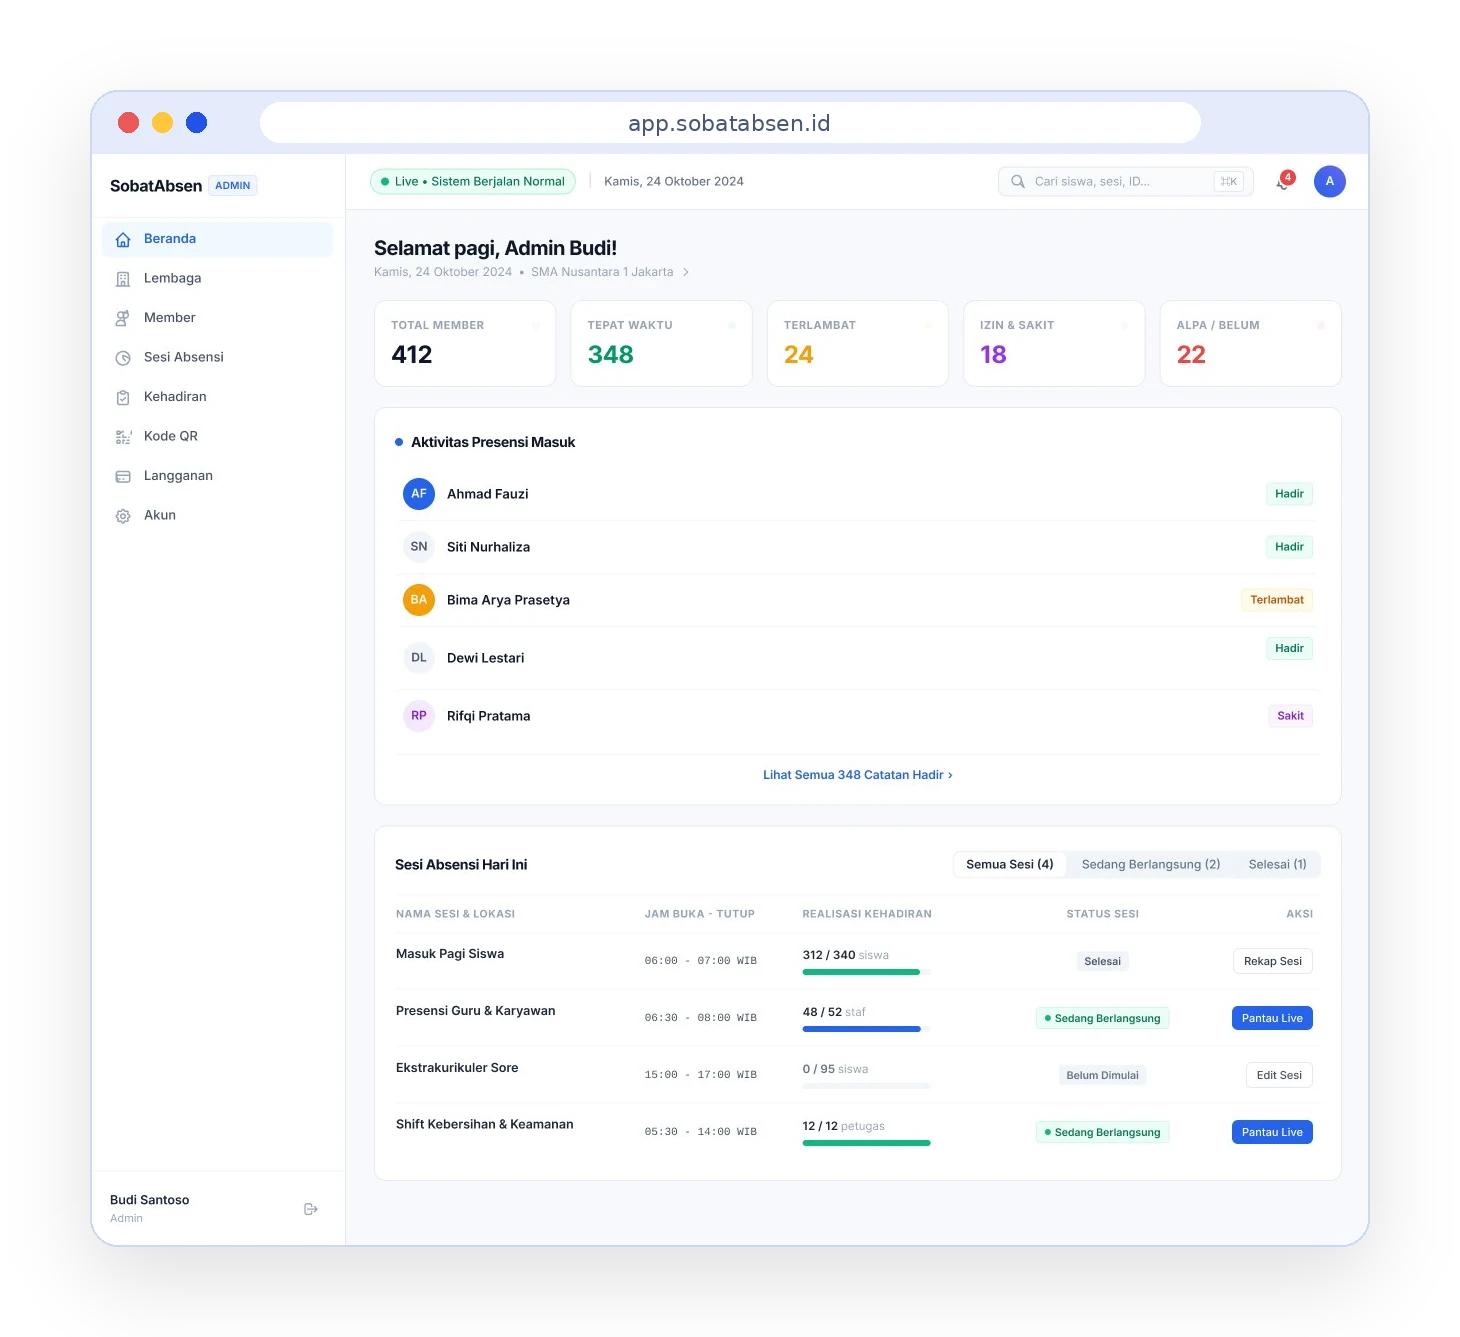 app.sobatabsen.id
SobatAbsen ADMIN
Beranda
Lembaga
Member
Sesi Absensi
Kehadiran
Kode QR
Langganan
Akun
Budi Santoso
Admin
Live • Sistem Berjalan Normal
Kamis, 24 Oktober 2024
Cari siswa, sesi, ID...
⌘K
4
A
Selamat pagi, Admin Budi!
Kamis, 24 Oktober 2024 • SMA Nusantara 1 Jakarta >
TOTAL MEMBER
412
TEPAT WAKTU
348
TERLAMBAT
24
IZIN & SAKIT
18
ALPA / BELUM
22
Aktivitas Presensi Masuk
AF Ahmad Fauzi Hadir
SN Siti Nurhaliza Hadir
BA Bima Arya Prasetya Terlambat
DL Dewi Lestari Hadir
RP Rifqi Pratama Sakit
Lihat Semua 348 Catatan Hadir ›
Sesi Absensi Hari Ini
Semua Sesi (4) Sedang Berlangsung (2) Selesai (1)
NAMA SESI & LOKASI JAM BUKA - TUTUP REALISASI KEHADIRAN STATUS SESI AKSI
Masuk Pagi Siswa 06:00 - 07:00 WIB 312 / 340 siswa Selesai Rekap Sesi
Presensi Guru & Karyawan 06:30 - 08:00 WIB 48 / 52 staf Sedang Berlangsung Pantau Live
Ekstrakurikuler Sore 15:00 - 17:00 WIB 0 / 95 siswa Belum Dimulai Edit Sesi
Shift Kebersihan & Keamanan 05:30 - 14:00 WIB 12 / 12 petugas Sedang Berlangsung Pantau Live